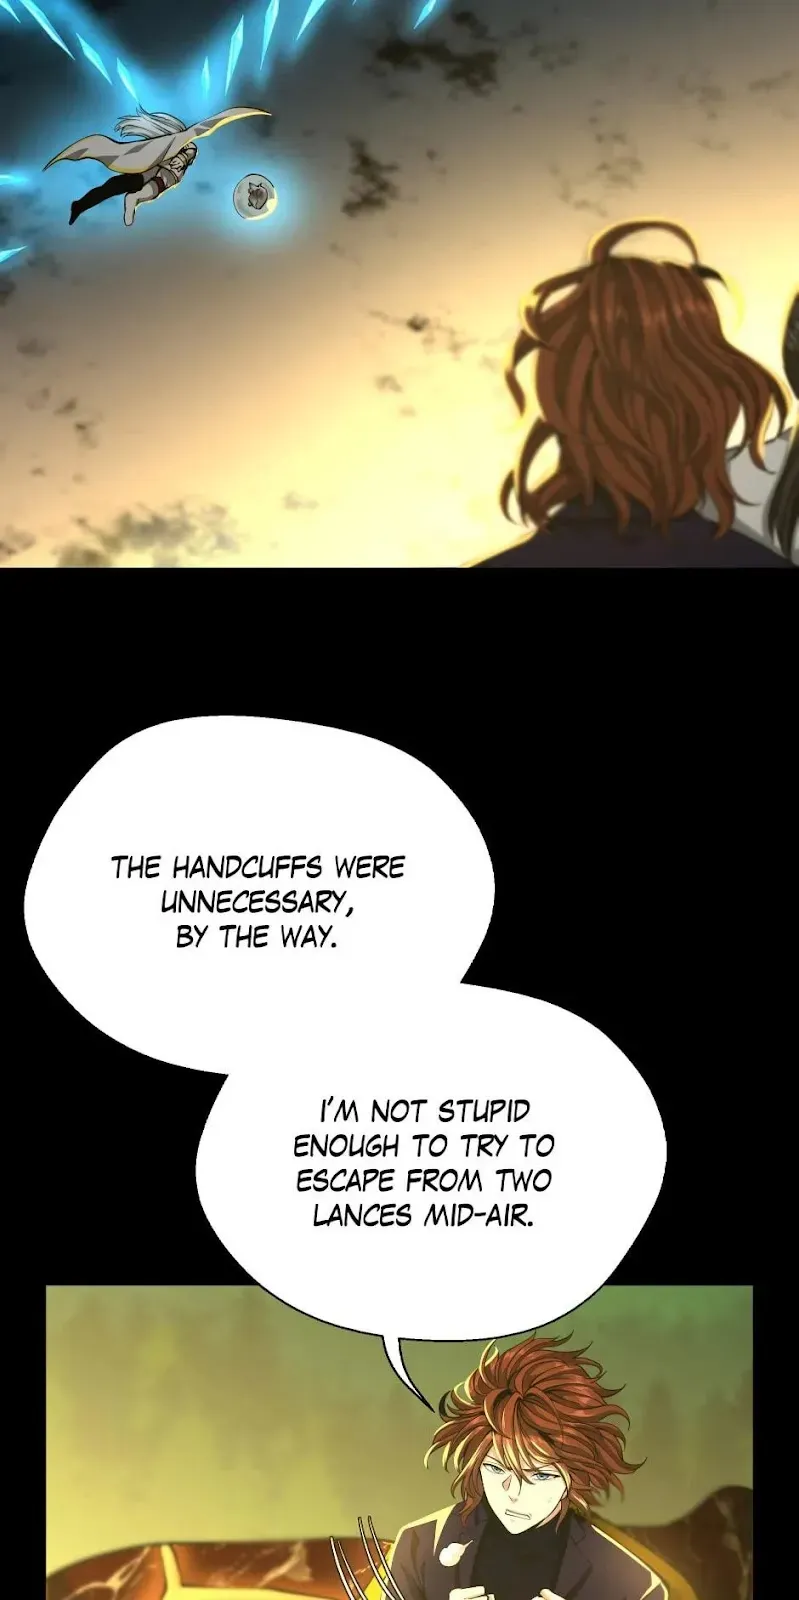 THE HANDCUFFS WERE
UNNECESSARY,
BY THE WAY.
I'M NOT STUPID
ENOUGH TO TRY TO
ESCAPE FROM TWO
LANCES MID-AIR.